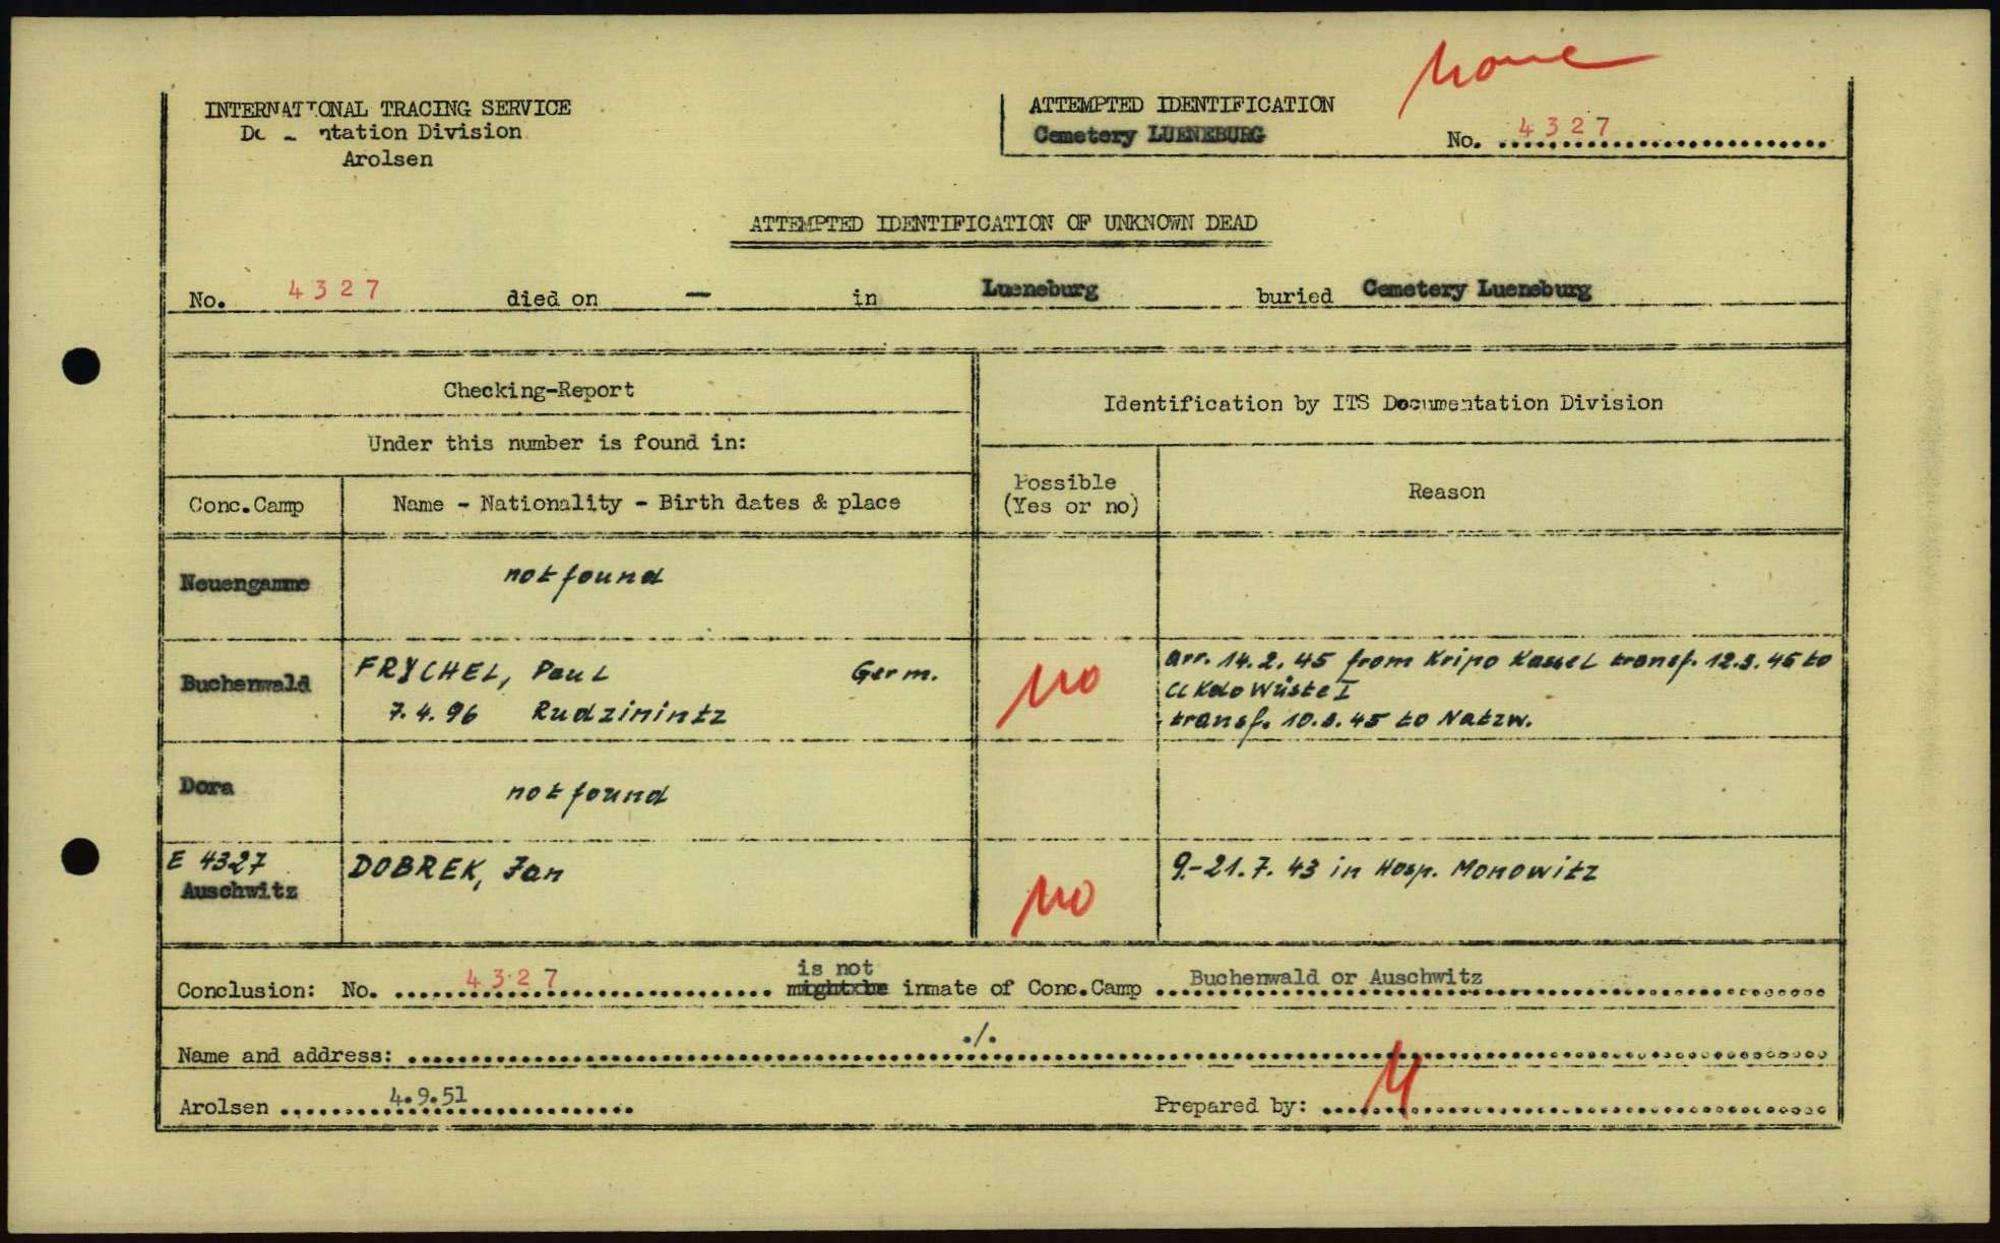 none
INTERNATIONAL TRACING SERVICE
ntation Division
Arolsen
ATTEMPTED IDENTIFICATION
Cemetery LUENEBURG
No. 4327
ATTEMPTED IDENTIFICATION OF UNKNOWN DEAD
No. 4327 died on — in Lueneburg buried Cemetery Lueneburg
Checking-Report
Identification by ITS Documentation Division
Under this number is found in:
Conc.Camp
Name - Nationality - Birth dates & place
Possible
(Yes or no)
Reason
Neuengamme
not found
Buchenwald
FRYCHEL, Paul Germ.
7.4.96 Rudzinintz
no
arr. 14.2.45 from Kripo Kassel transf. 12.3.45 to
Kdo Wüste I
transf. 10.3.45 to Natzw.
Dora
not found
E 4327
Auschwitz
DOBREK, Jan
no
9.-21.7.43 in Hosp. Monowitz
is not
Conclusion: No. 4327 might be inmate of Conc.Camp Buchenwald or Auschwitz
Name and address: ./.
Arolsen 4.9.51
Prepared by: